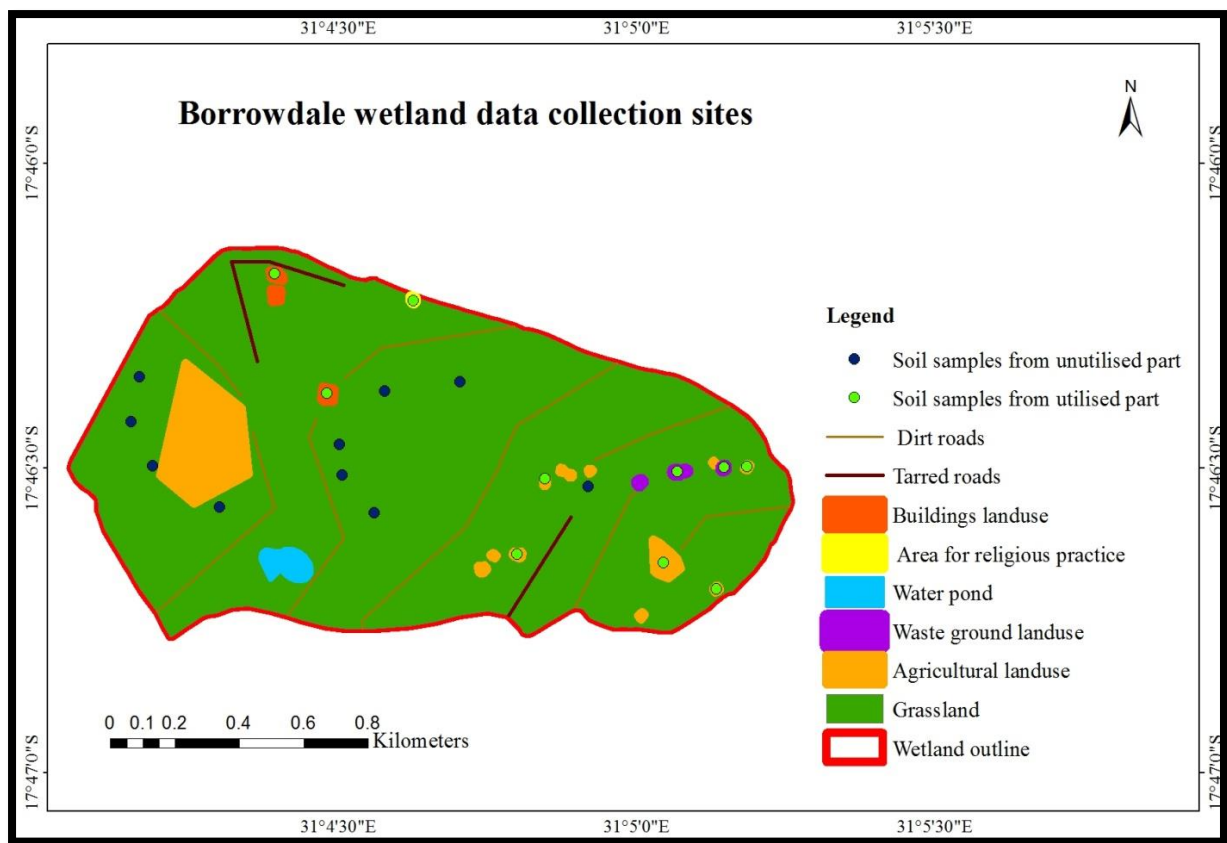 31°4'30"E
31°5'0"E
31°5'30"E
Borrowdale wetland data collection sites
N
17°46'0"S
17°46'0"S
Legend
Soil samples from unutilised part
Soil samples from utilised part
Dirt roads
17°46'30"S
17°46'30"S
Tarred roads
Buildings landuse
Area for religious practice
Water pond
Waste ground landuse
Agricultural landuse
Grassland
Wetland outline
0 0.1 0.2 0.4 0.6 0.8
Kilometers
17°47'0"S
17°47'0"S
31°4'30"E
31°5'0"E
31°5'30"E